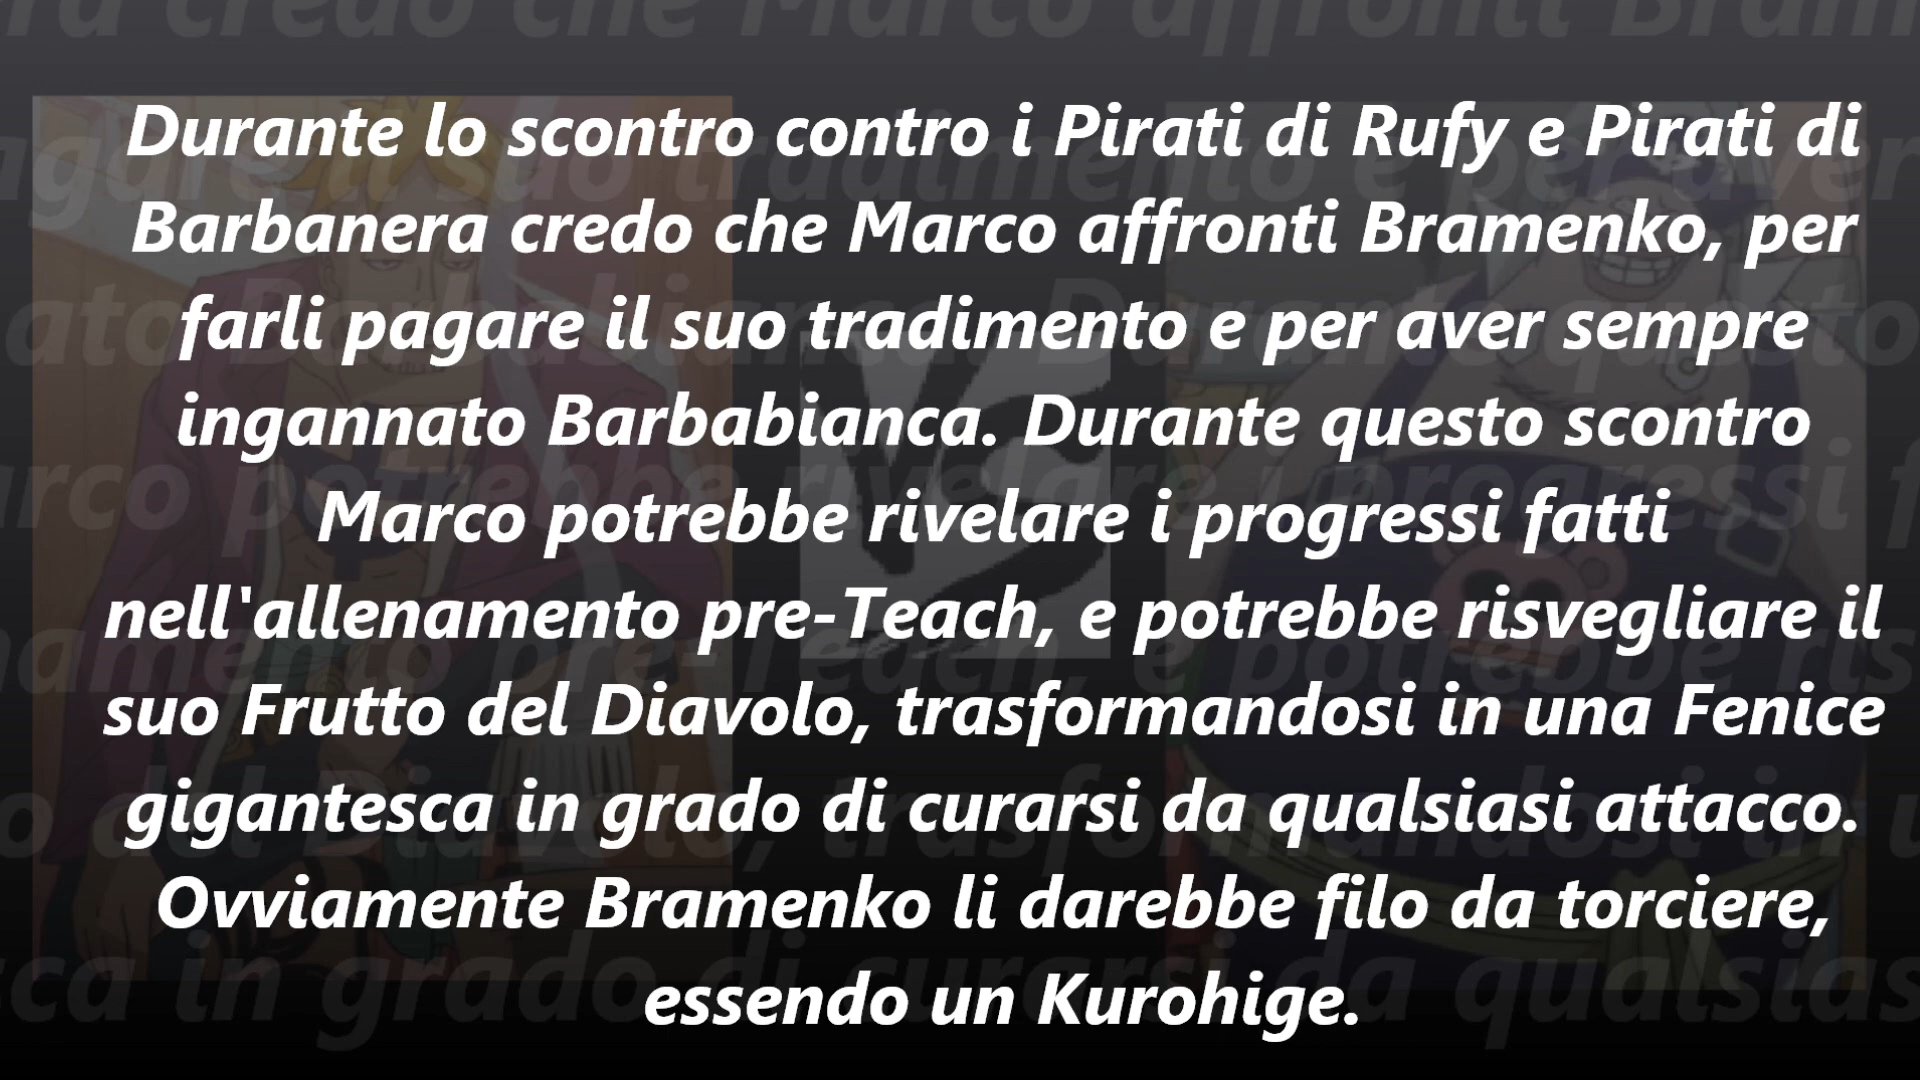 Durante lo scontro contro i Pirati di Rufy e Pirati di
Barbanera credo che Marco affronti Bramenko, per
farli pagare il suo tradimento e per aver sempre
ingannato Barbabianca. Durante questo scontro
Marco potrebbe rivelare i progressi fatti
nell'allenamento pre-Teach, e potrebbe risvegliare il
suo Frutto del Diavolo, trasformandosi in una Fenice
gigantesca in grado di curarsi da qualsiasi attacco.
Ovviamente Bramenko li darebbe filo da torciere,
essendo un Kurohige.
VS